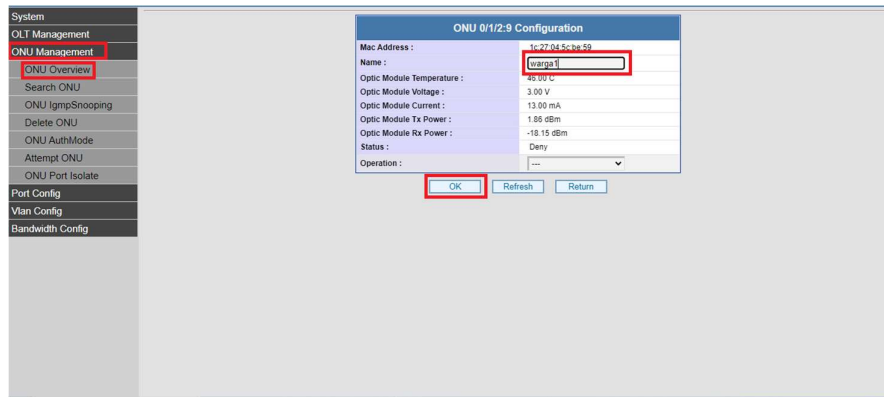 System
OLT Management
ONU Management
ONU Overview
Search ONU
ONU IgmpSnooping
Delete ONU
ONU AuthMode
Attempt ONU
ONU Port Isolate
Port Config
Vlan Config
Bandwidth Config
ONU 0/1/2:9 Configuration
Mac Address : 1c:27:04:5c:be:59
Name : warga1
Optic Module Temperature : 46.00 C
Optic Module Voltage : 3.00 V
Optic Module Current : 13.00 mA
Optic Module Tx Power : 1.86 dBm
Optic Module Rx Power : -18.15 dBm
Status : Deny
Operation : ---
OK Refresh Return